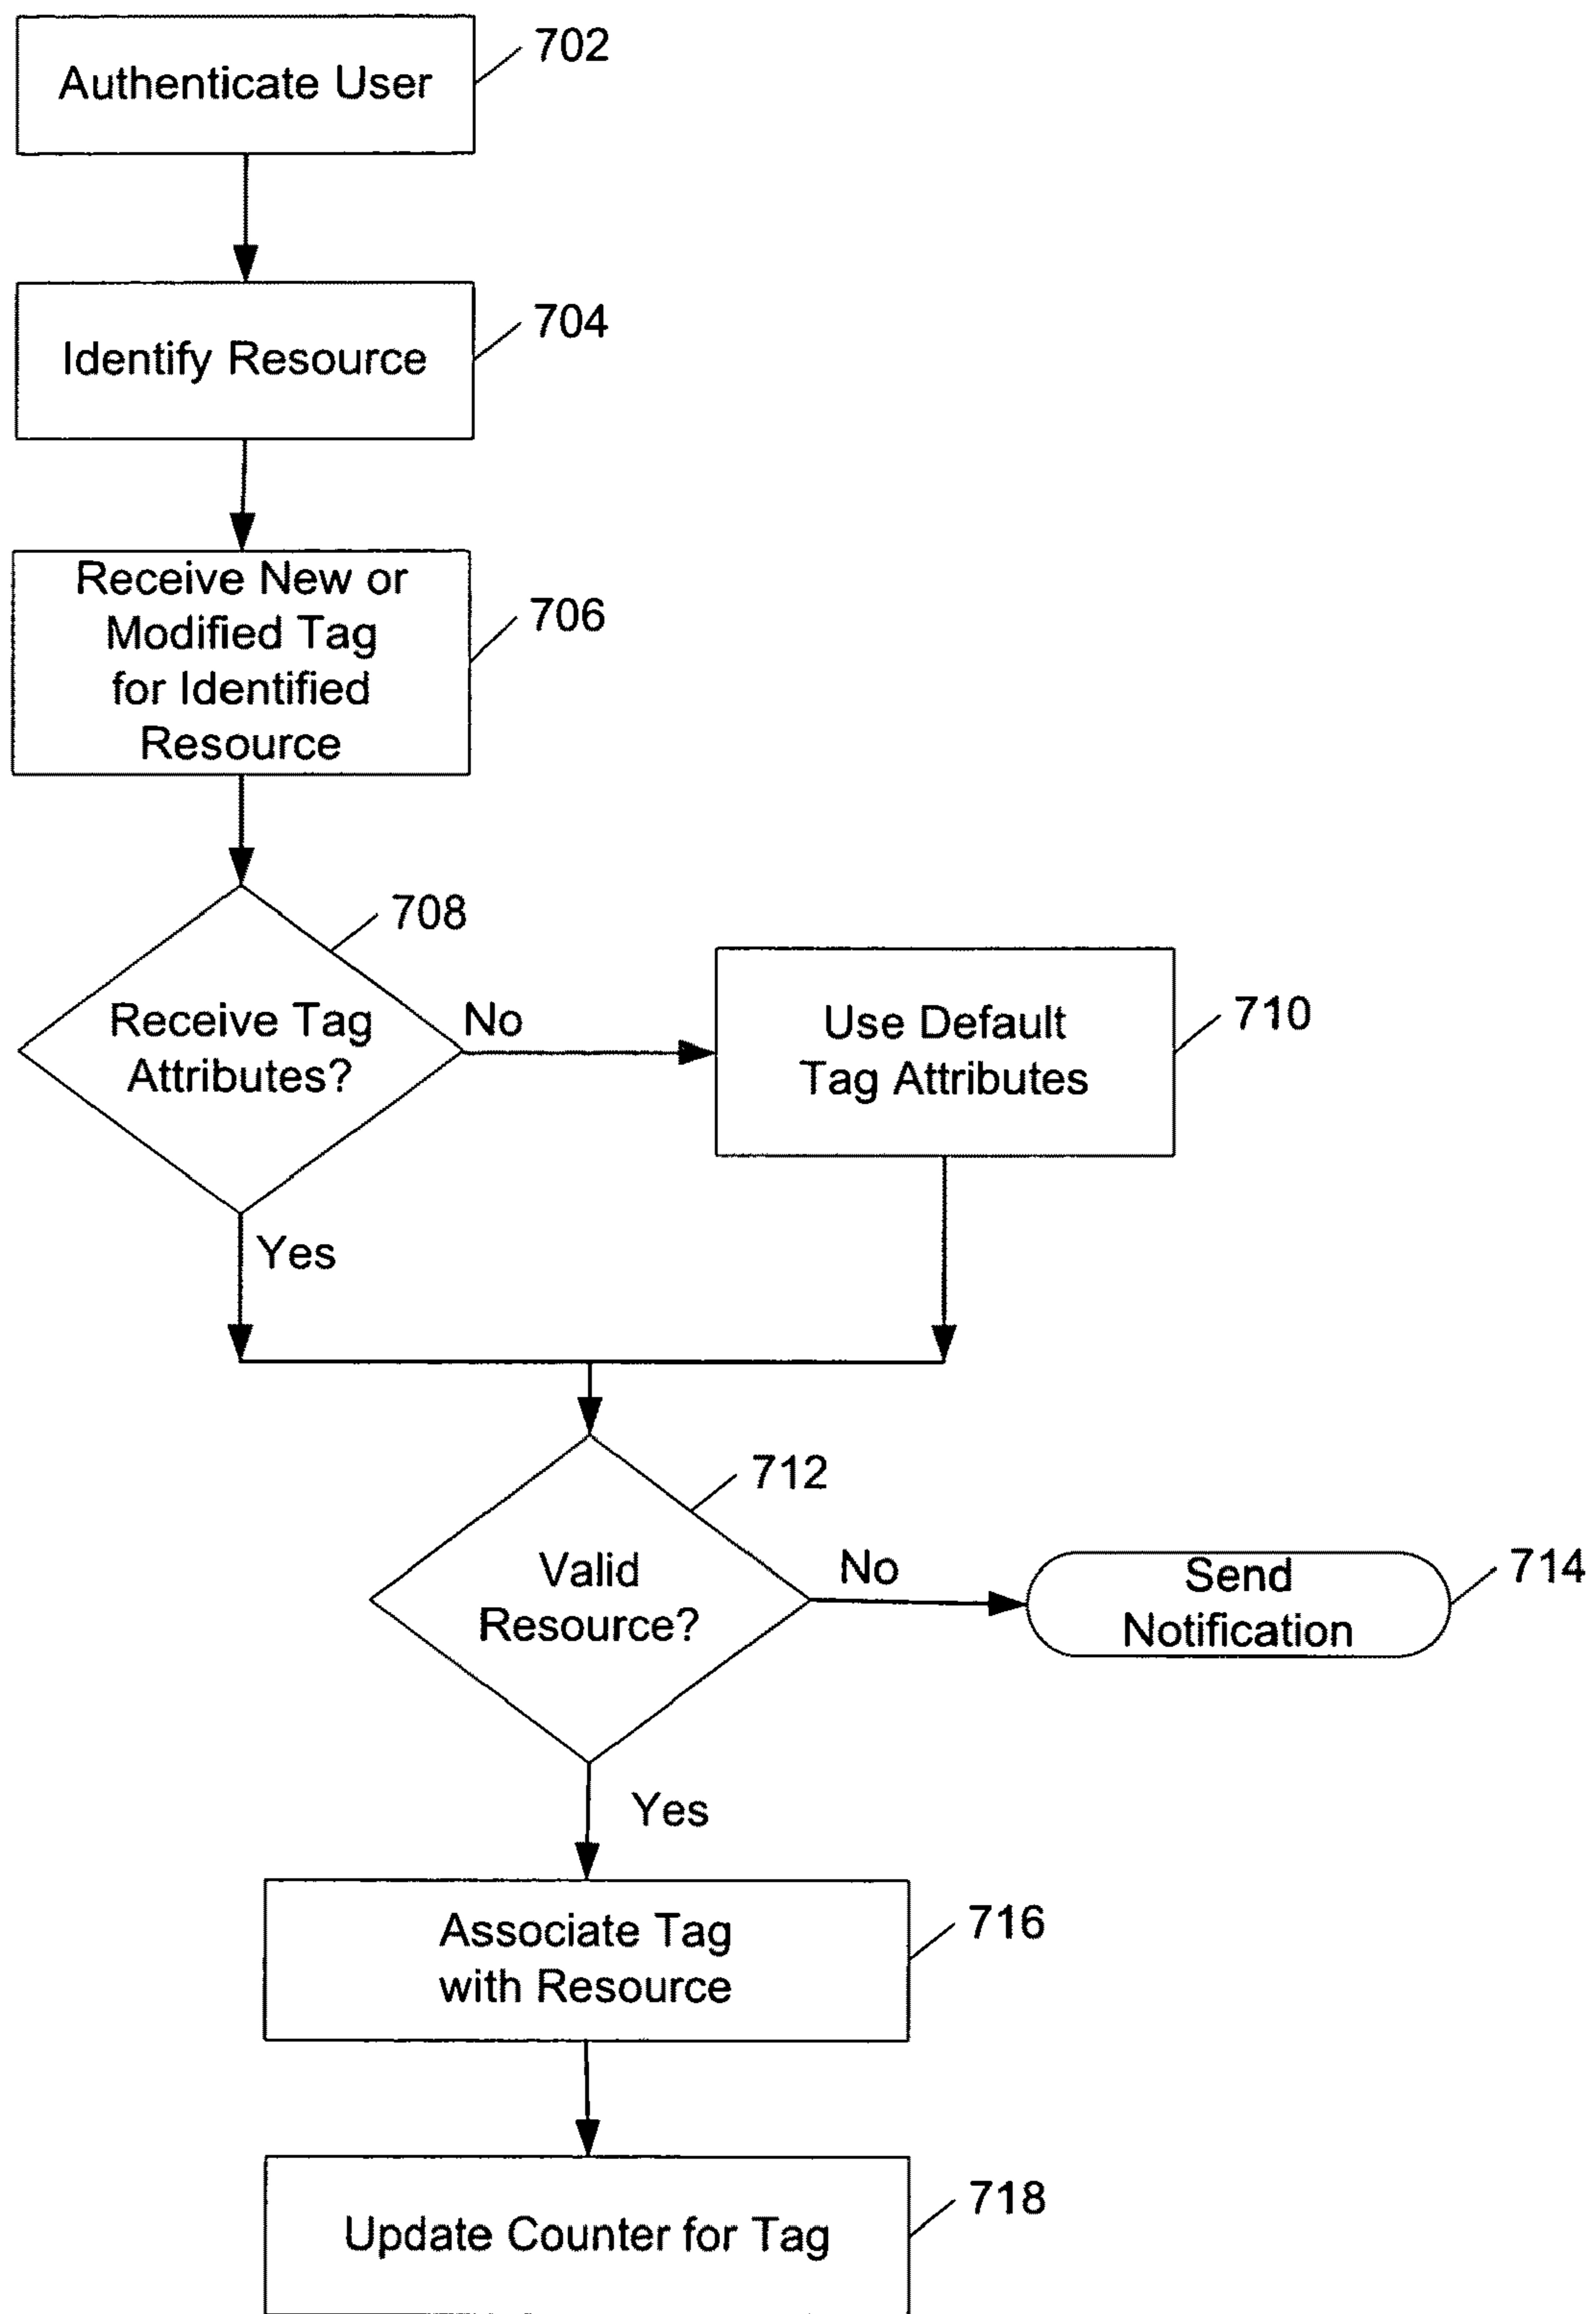 Authenticate User
702
Identify Resource
704
Receive New or
Modified Tag
for Identified
Resource
706
708
Receive Tag
Attributes?
No
Use Default
Tag Attributes
710
Yes
712
Valid
Resource?
No
Send
Notification
714
Yes
Associate Tag
with Resource
716
Update Counter for Tag
718